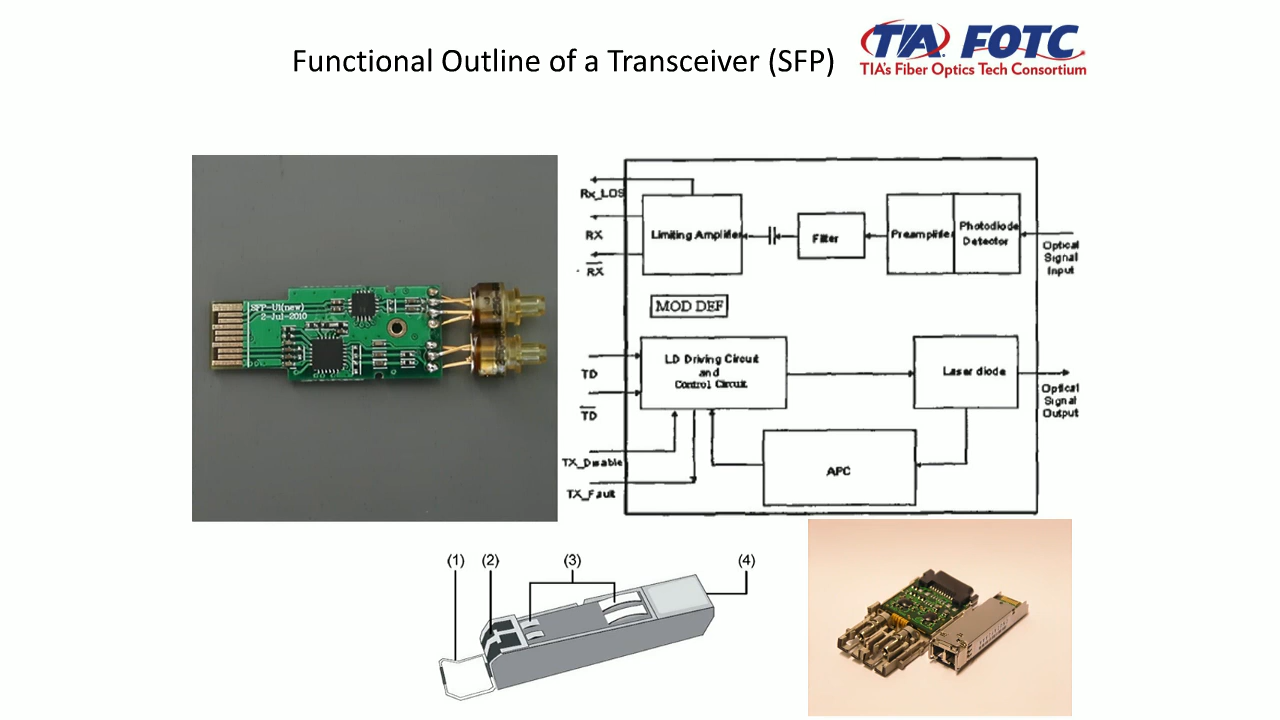 Functional Outline of a Transceiver (SFP)
TIA FOTC
TIA's Fiber Optics Tech Consortium
SFP-U1(new)
2-Jul-2010
Rx_LOS
RX
RX
Limiting Amplifier
Filter
Preamplifier
Photodiode
Detector
Optical
Signal
Input
MOD DEF
TD
TD
LD Driving Circuit
and
Control Circuit
Laser diode
Optical
Signal
Output
TX_Disable
TX_Fault
APC
(1)
(2)
(3)
(4)